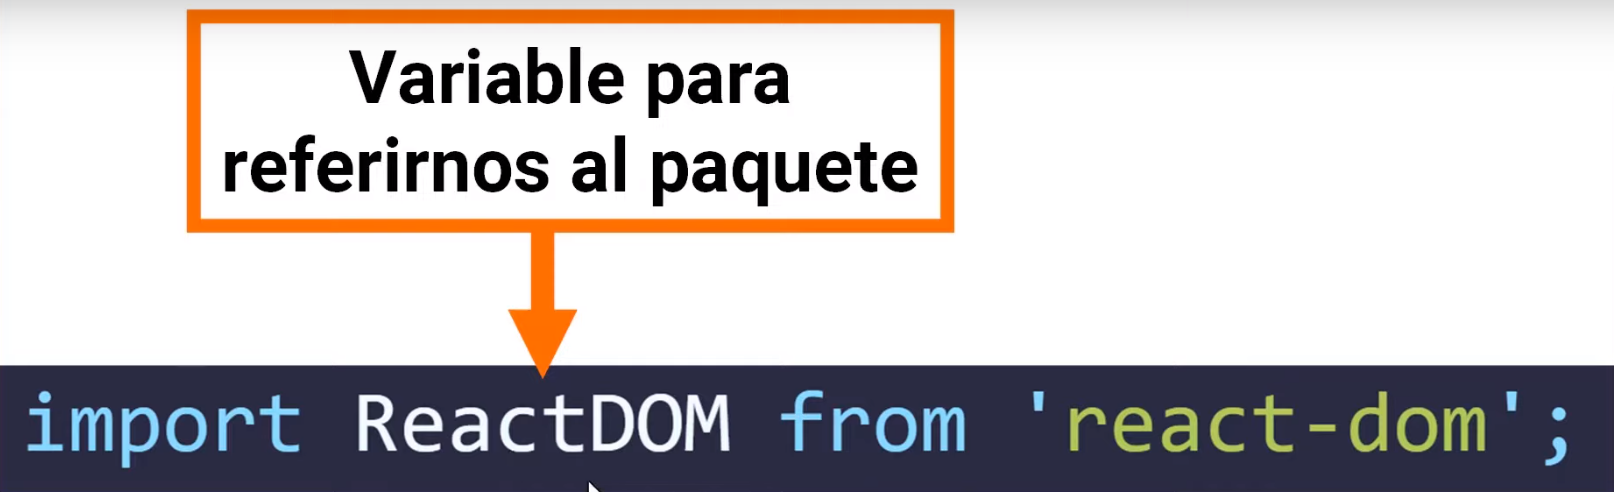 Variable para
referirnos al paquete
import ReactDOM from 'react-dom';